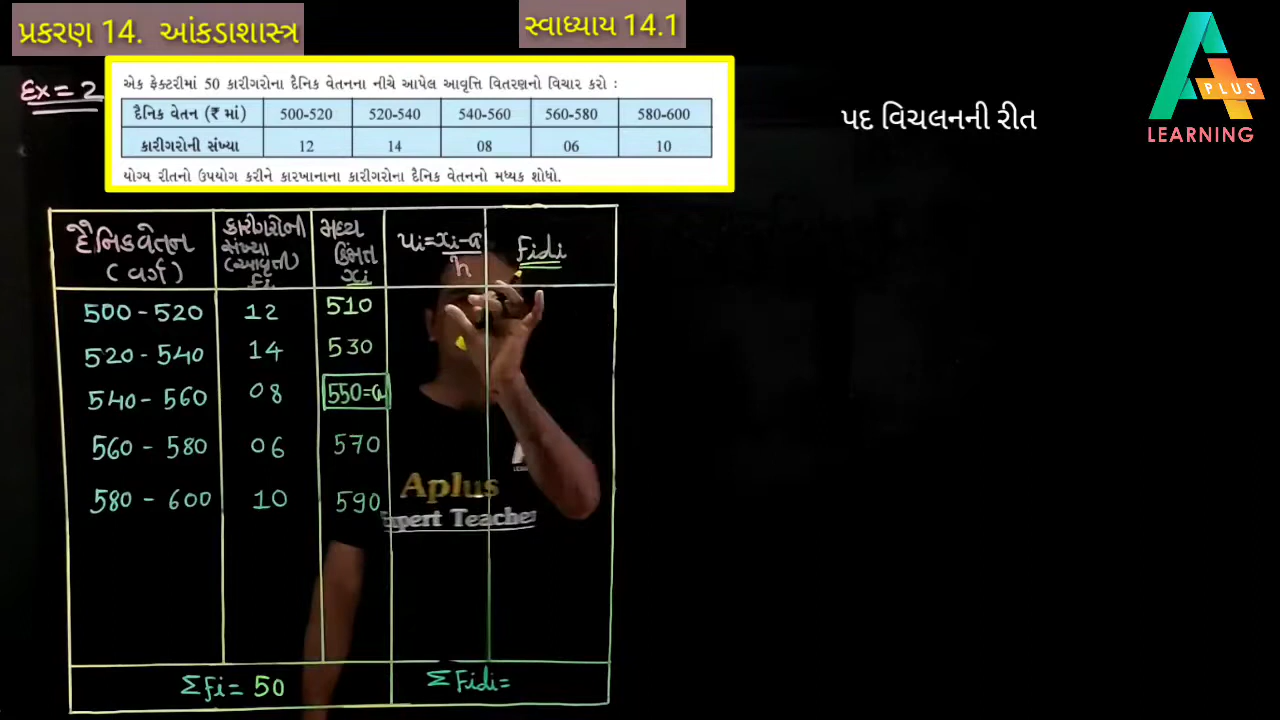 પ્રકરણ 14. આંકડાશાસ્ત્ર
સ્વાધ્યાય 14.1
A
PLUS
LEARNING
Ex = 2
એક ફેક્ટરીમાં 50 કારીગરોના દૈનિક વેતનના નીચે આપેલ આવૃત્તિ વિતરણનો વિચાર કરો :
દૈનિક વેતન (₹ માં) 500-520 520-540 540-560 560-580 580-600
કારીગરોની સંખ્યા 12 14 08 06 10
યોગ્ય રીતનો ઉપયોગ કરીને કારખાનાના કારીગરોના દૈનિક વેતનનો મધ્યક શોધો.
પદ વિચલનની રીત
દૈનિક વેતન
(વર્ગ)
કારીગરોની
સંખ્યા
(આવૃત્તી)
fi
મધ્ય
કિંમત
xi
ui = xi-a
h
fidi
500 - 520 12 510
520 - 540 14 530
540 - 560 08 550=a
560 - 580 06 570
580 - 600 10 590
Aplus
Expert Teacher
Σfi = 50 Σfidi=